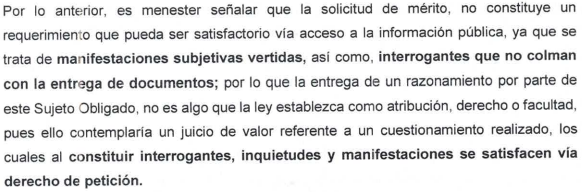 Por lo anterior, es menester señalar que la solicitud de mérito, no constituye un
requerimiento que pueda ser satisfactorio vía acceso a la información pública, ya que se
trata de manifestaciones subjetivas vertidas, así como, interrogantes que no colman
con la entrega de documentos; por lo que la entrega de un razonamiento por parte de
este Sujeto Obligado, no es algo que la ley establezca como atribución, derecho o facultad,
pues ello contemplaría un juicio de valor referente a un cuestionamiento realizado, los
cuales al constituir interrogantes, inquietudes y manifestaciones se satisfacen vía
derecho de petición.